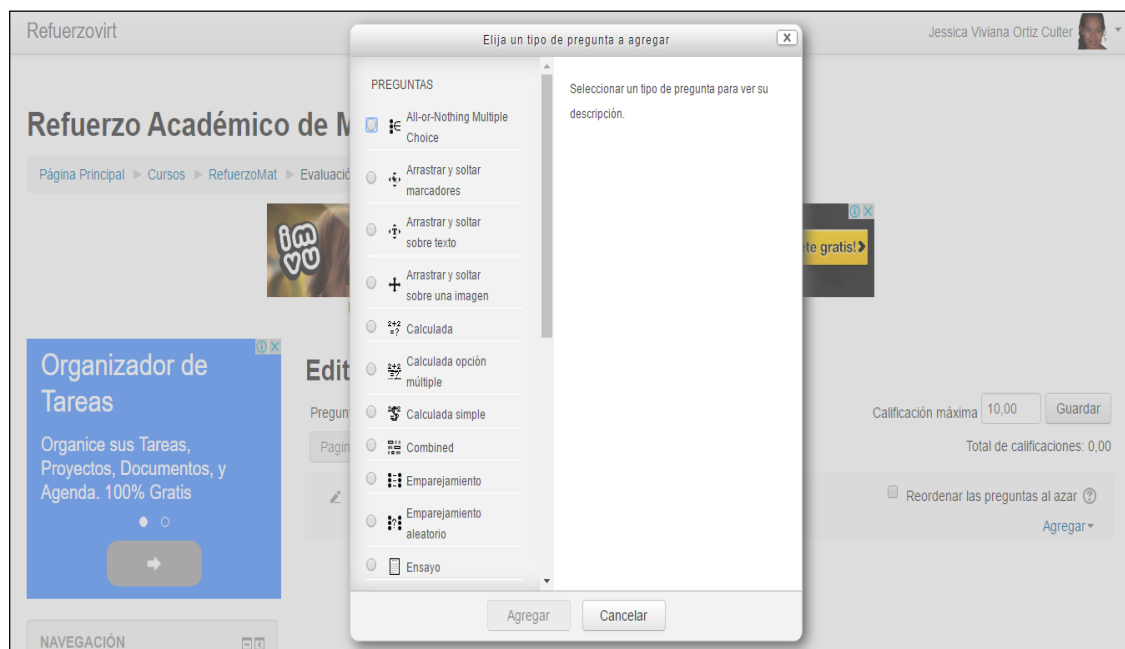 Refuerzovirt
Jessica Viviana Ortiz Culter
Elija un tipo de pregunta a agregar
x
PREGUNTAS
All-or-Nothing Multiple
Choice
Arrastrar y soltar
marcadores
Arrastrar y soltar
sobre texto
Arrastrar y soltar
sobre una imagen
2+2
=?
Calculada
Calculada opción
múltiple
Calculada simple
Combined
Emparejamiento
Emparejamiento
aleatorio
Ensayo
Seleccionar un tipo de pregunta para ver su
descripción.
Agregar
Cancelar
Refuerzo Académico de
Página Principal
Cursos
RefuerzoMat
imvu
gratis!
Organizador de
Tareas
Organice sus Tareas,
Proyectos, Documentos, y
Agenda. 100% Gratis
Edit
Calificación máxima 10,00 Guardar
Total de calificaciones: 0,00
Reordenar las preguntas al azar ?
Agregar
NAVEGACIÓN